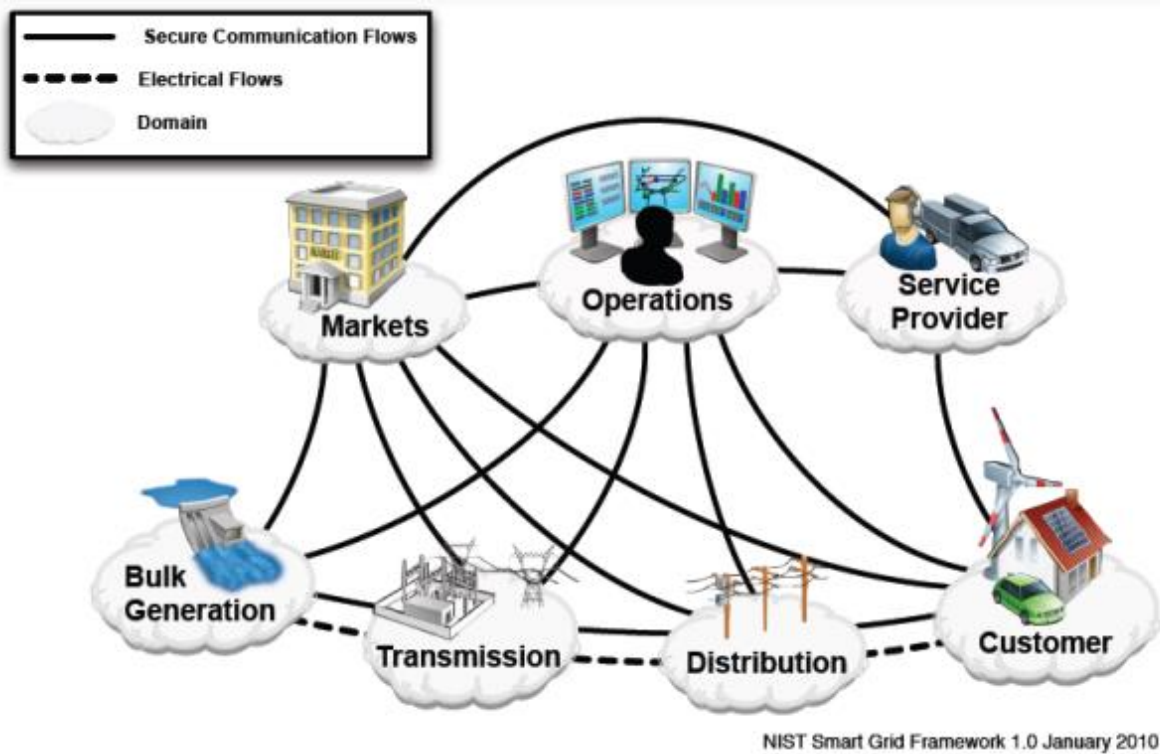 Secure Communication Flows
Electrical Flows
Domain
Markets
Operations
Service
Provider
Bulk
Generation
Transmission
Distribution
Customer
NIST Smart Grid Framework 1.0 January 2010